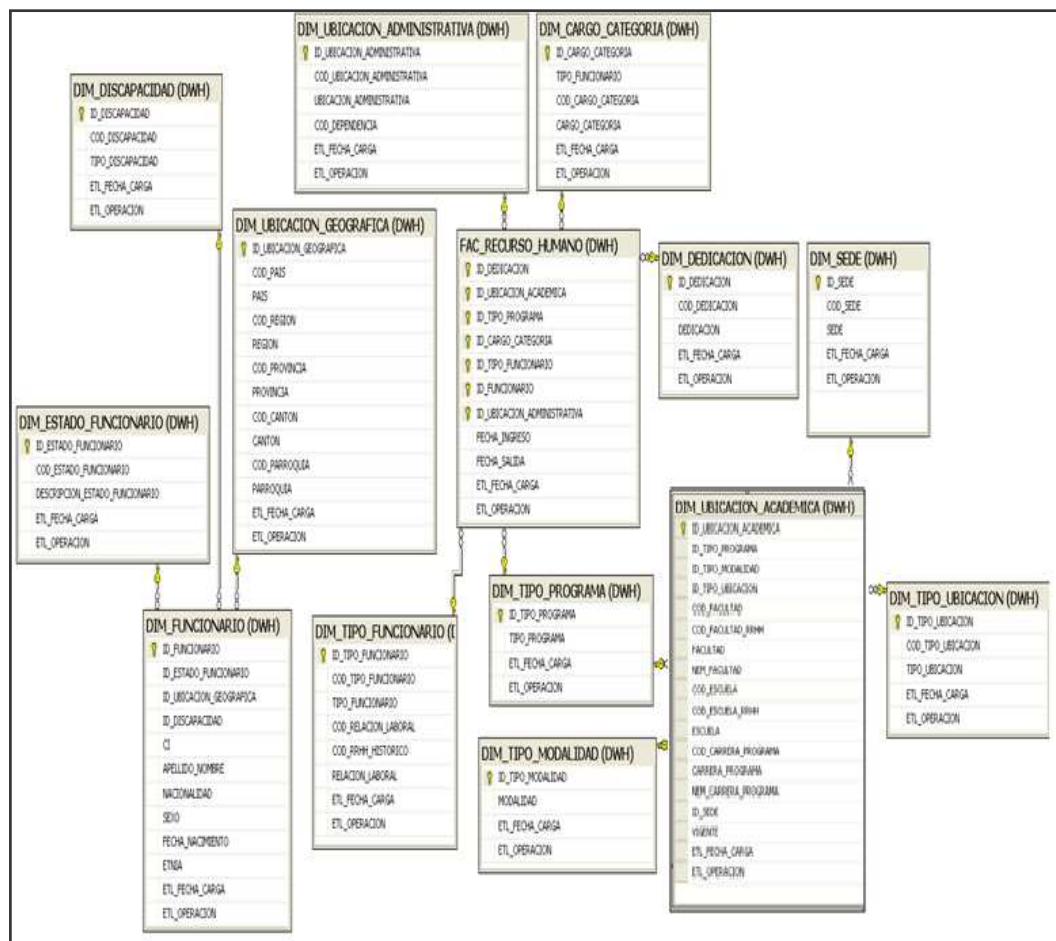 DIM_UBICACION_ADMINISTRATIVA (DWH)
ID_UBICACION_ADMINISTRATIVA
COD_UBICACION_ADMINISTRATIVA
UBICACION_ADMINISTRATIVA
COD_DEPENDENCIA
ETL_FECHA_CARGA
ETL_OPERACION
DIM_CARGO_CATEGORIA (DWH)
ID_CARGO_CATEGORIA
TIPO_FUNCIONARIO
COD_CARGO_CATEGORIA
CARGO_CATEGORIA
ETL_FECHA_CARGA
ETL_OPERACION
DIM_DISCAPACIDAD (DWH)
ID_DISCAPACIDAD
COD_DISCAPACIDAD
TIPO_DISCAPACIDAD
ETL_FECHA_CARGA
ETL_OPERACION
DIM_UBICACION_GEOGRAFICA (DWH)
ID_UBICACION_GEOGRAFICA
COD_PAIS
PAIS
COD_REGION
REGION
COD_PROVINCIA
PROVINCIA
COD_CANTON
CANTON
COD_PARROQUIA
PARROQUIA
ETL_FECHA_CARGA
ETL_OPERACION
FAC_RECURSO_HUMANO (DWH)
ID_DEDICACION
ID_UBICACION_ACADEMICA
ID_TIPO_PROGRAMA
ID_CARGO_CATEGORIA
ID_TIPO_FUNCIONARIO
ID_FUNCIONARIO
ID_UBICACION_ADMINISTRATIVA
FECHA_INGRESO
FECHA_SALIDA
ETL_FECHA_CARGA
ETL_OPERACION
DIM_DEDICACION (DWH)
ID_DEDICACION
COD_DEDICACION
DEDICACION
ETL_FECHA_CARGA
ETL_OPERACION
DIM_SEDE (DWH)
ID_SEDE
COD_SEDE
SEDE
ETL_FECHA_CARGA
ETL_OPERACION
DIM_ESTADO_FUNCIONARIO (DWH)
ID_ESTADO_FUNCIONARIO
COD_ESTADO_FUNCIONARIO
DESCRIPCION_ESTADO_FUNCIONARIO
ETL_FECHA_CARGA
ETL_OPERACION
DIM_FUNCIONARIO (DWH)
ID_FUNCIONARIO
ID_ESTADO_FUNCIONARIO
ID_UBICACION_GEOGRAFICA
ID_DISCAPACIDAD
CI
APELLIDO_NOMBRE
NACIONALIDAD
SEXO
FECHA_NACIMIENTO
ETNIA
ETL_FECHA_CARGA
ETL_OPERACION
DIM_TIPO_FUNCIONARIO (D
ID_TIPO_FUNCIONARIO
COD_TIPO_FUNCIONARIO
TIPO_FUNCIONARIO
COD_RELACION_LABORAL
COD_RRHH_HISTORICO
RELACION_LABORAL
ETL_FECHA_CARGA
ETL_OPERACION
DIM_TIPO_PROGRAMA (DWH)
ID_TIPO_PROGRAMA
TIPO_PROGRAMA
ETL_FECHA_CARGA
ETL_OPERACION
DIM_TIPO_MODALIDAD (DWH)
ID_TIPO_MODALIDAD
MODALIDAD
ETL_FECHA_CARGA
ETL_OPERACION
DIM_UBICACION_ACADEMICA (DWH)
ID_UBICACION_ACADEMICA
ID_TIPO_PROGRAMA
ID_TIPO_MODALIDAD
ID_TIPO_UBICACION
COD_FACULTAD
COD_FACULTAD_RRHH
FACULTAD
NEM_FACULTAD
COD_ESCUELA
COD_ESCUELA_RRHH
ESCUELA
COD_CARRERA_PROGRAMA
CARRERA_PROGRAMA
NEM_CARRERA_PROGRAMA
ID_SEDE
VIGENTE
ETL_FECHA_CARGA
ETL_OPERACION
DIM_TIPO_UBICACION (DWH)
ID_TIPO_UBICACION
COD_TIPO_UBICACION
TIPO_UBICACION
ETL_FECHA_CARGA
ETL_OPERACION